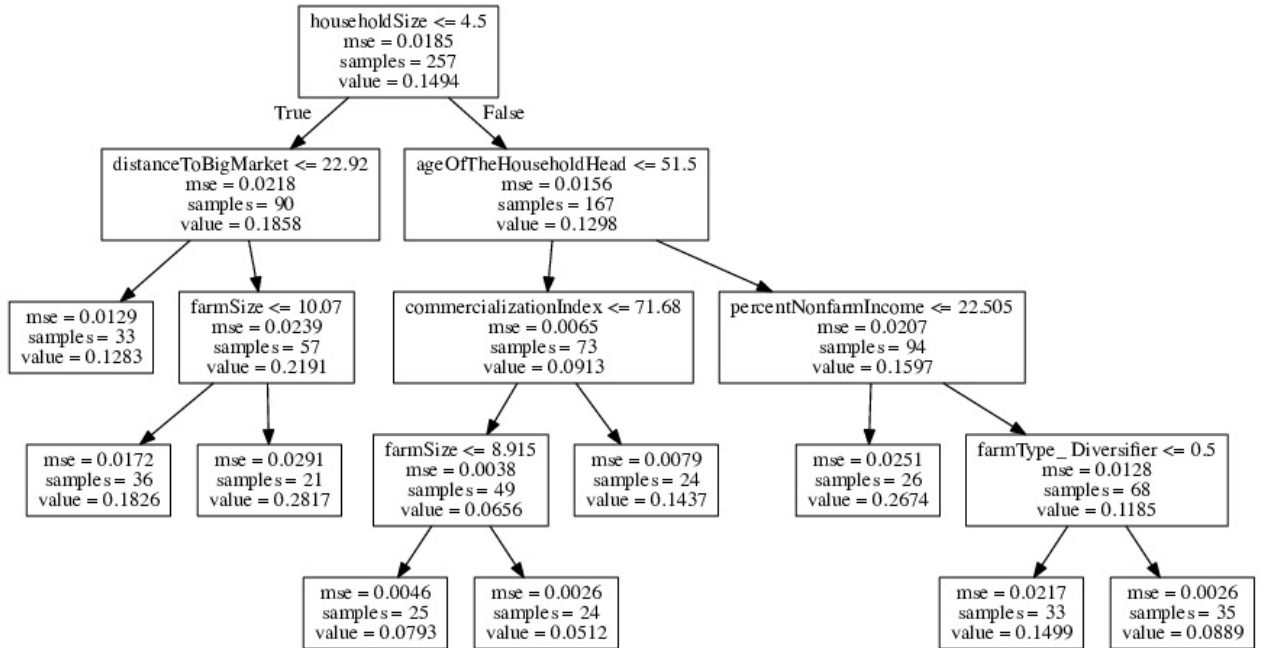 householdSize <= 4.5
mse = 0.0185
samples = 257
value = 0.1494
True
False
distanceToBigMarket <= 22.92
mse = 0.0218
samples = 90
value = 0.1858
ageOfTheHouseholdHead <= 51.5
mse = 0.0156
samples = 167
value = 0.1298
mse = 0.0129
samples = 33
value = 0.1283
farmSize <= 10.07
mse = 0.0239
samples = 57
value = 0.2191
commercializationIndex <= 71.68
mse = 0.0065
samples = 73
value = 0.0913
percentNonfarmIncome <= 22.505
mse = 0.0207
samples = 94
value = 0.1597
mse = 0.0172
samples = 36
value = 0.1826
mse = 0.0291
samples = 21
value = 0.2817
farmSize <= 8.915
mse = 0.0038
samples = 49
value = 0.0656
mse = 0.0079
samples = 24
value = 0.1437
mse = 0.0251
samples = 26
value = 0.2674
farmType_ Diversifier <= 0.5
mse = 0.0128
samples = 68
value = 0.1185
mse = 0.0046
samples = 25
value = 0.0793
mse = 0.0026
samples = 24
value = 0.0512
mse = 0.0217
samples = 33
value = 0.1499
mse = 0.0026
samples = 35
value = 0.0889